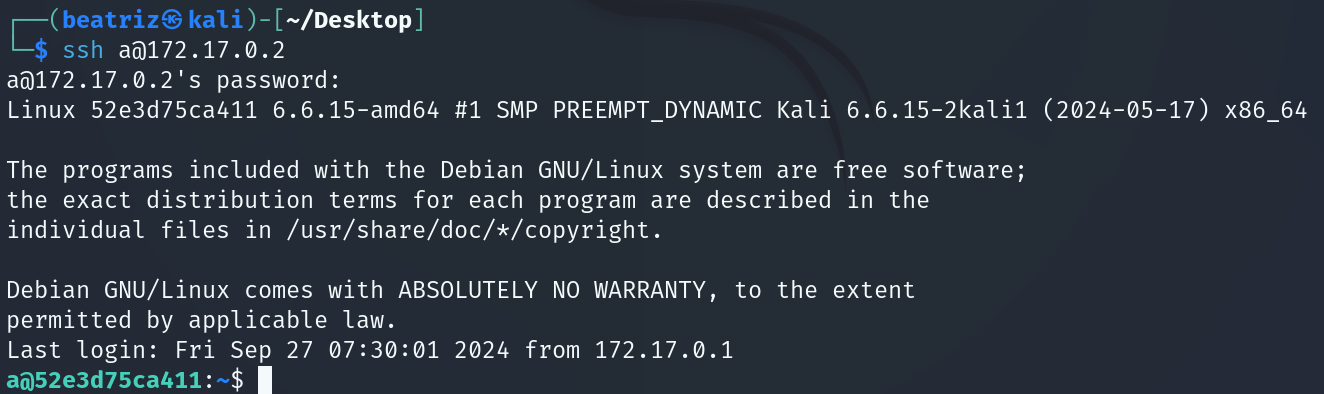 ┌──(beatriz㉿kali)-[~/Desktop]
└─$ ssh a@172.17.0.2
a@172.17.0.2's password:
Linux 52e3d75ca411 6.6.15-amd64 #1 SMP PREEMPT_DYNAMIC Kali 6.6.15-2kali1 (2024-05-17) x86_64

The programs included with the Debian GNU/Linux system are free software;
the exact distribution terms for each program are described in the
individual files in /usr/share/doc/*/copyright.

Debian GNU/Linux comes with ABSOLUTELY NO WARRANTY, to the extent
permitted by applicable law.
Last login: Fri Sep 27 07:30:01 2024 from 172.17.0.1
a@52e3d75ca411:~$